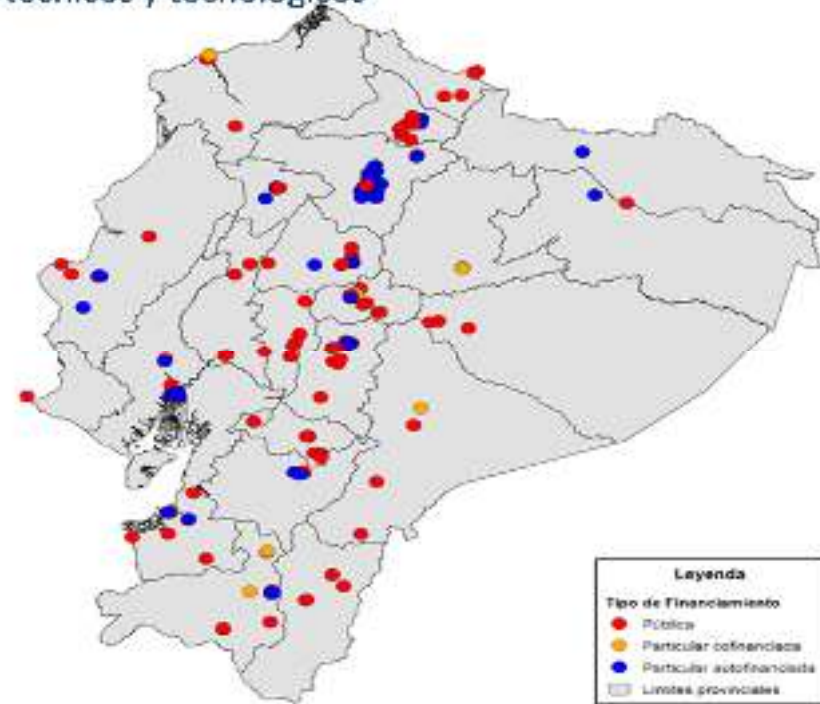 técnicos y tecnológicos
Leyenda
Tipo de Financiamiento
Pública
Particular cofinanciada
Particular autofinanciada
Límites provinciales